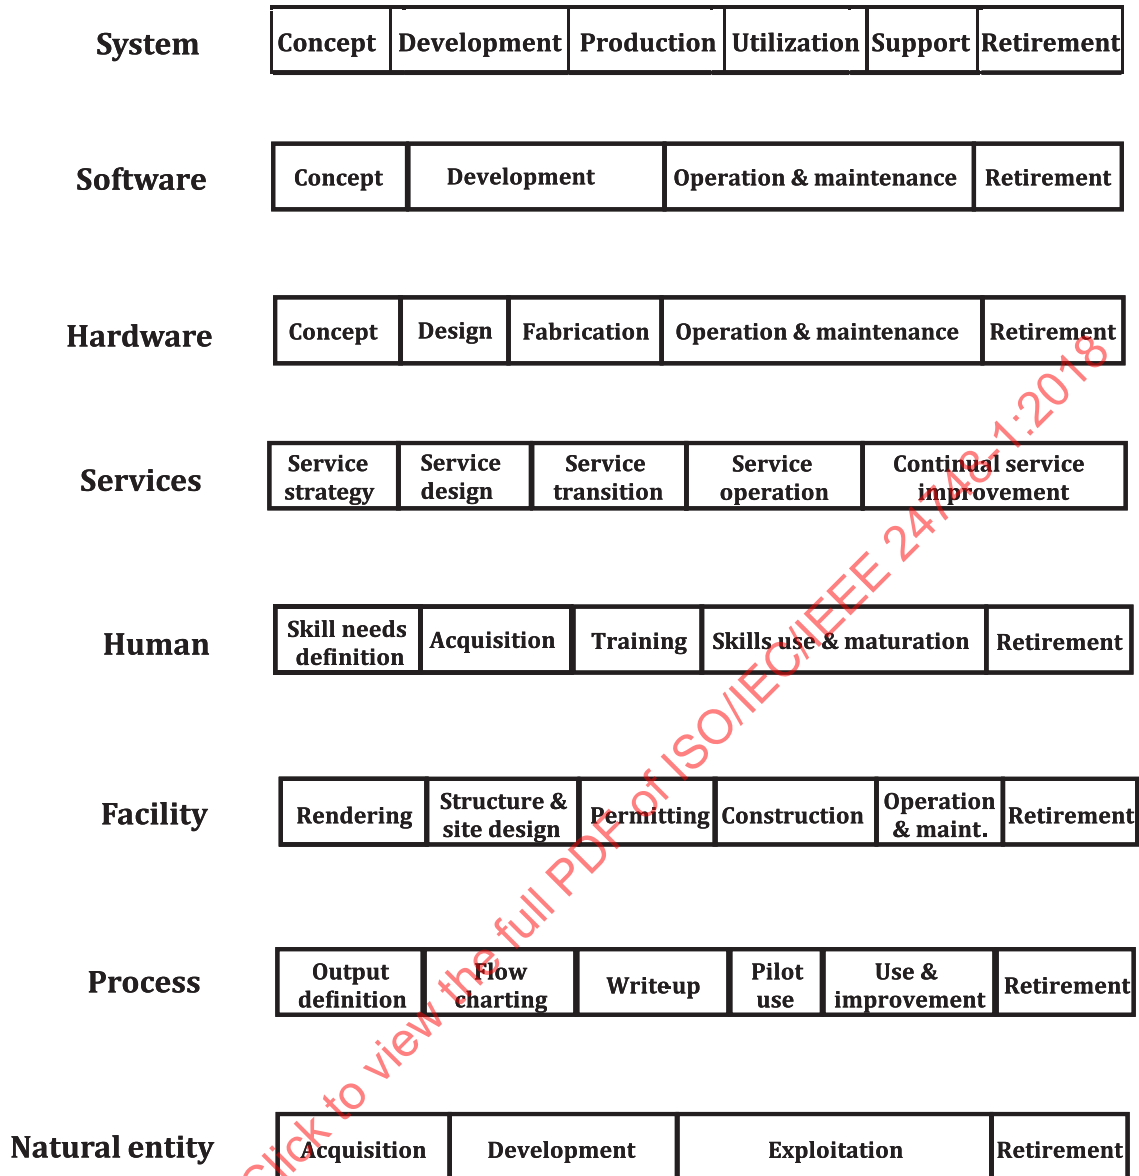 System Concept Development Production Utilization Support Retirement
Software Concept Development Operation & maintenance Retirement
Hardware Concept Design Fabrication Operation & maintenance Retirement
Services
Service strategy
Service design
Service transition
Service operation
Continual service improvement
Human
Skill needs definition
Acquisition Training Skills use & maturation Retirement
Facility
Rendering
Structure & site design
Permitting Construction
Operation & maint.
Retirement
Process
Output definition
Flow charting
Write-up
Pilot use
Use & improvement
Retirement
Natural entity Acquisition Development Exploitation Retirement
Click to view the full PDF of ISO/IEC/IEEE 24748-1:2018